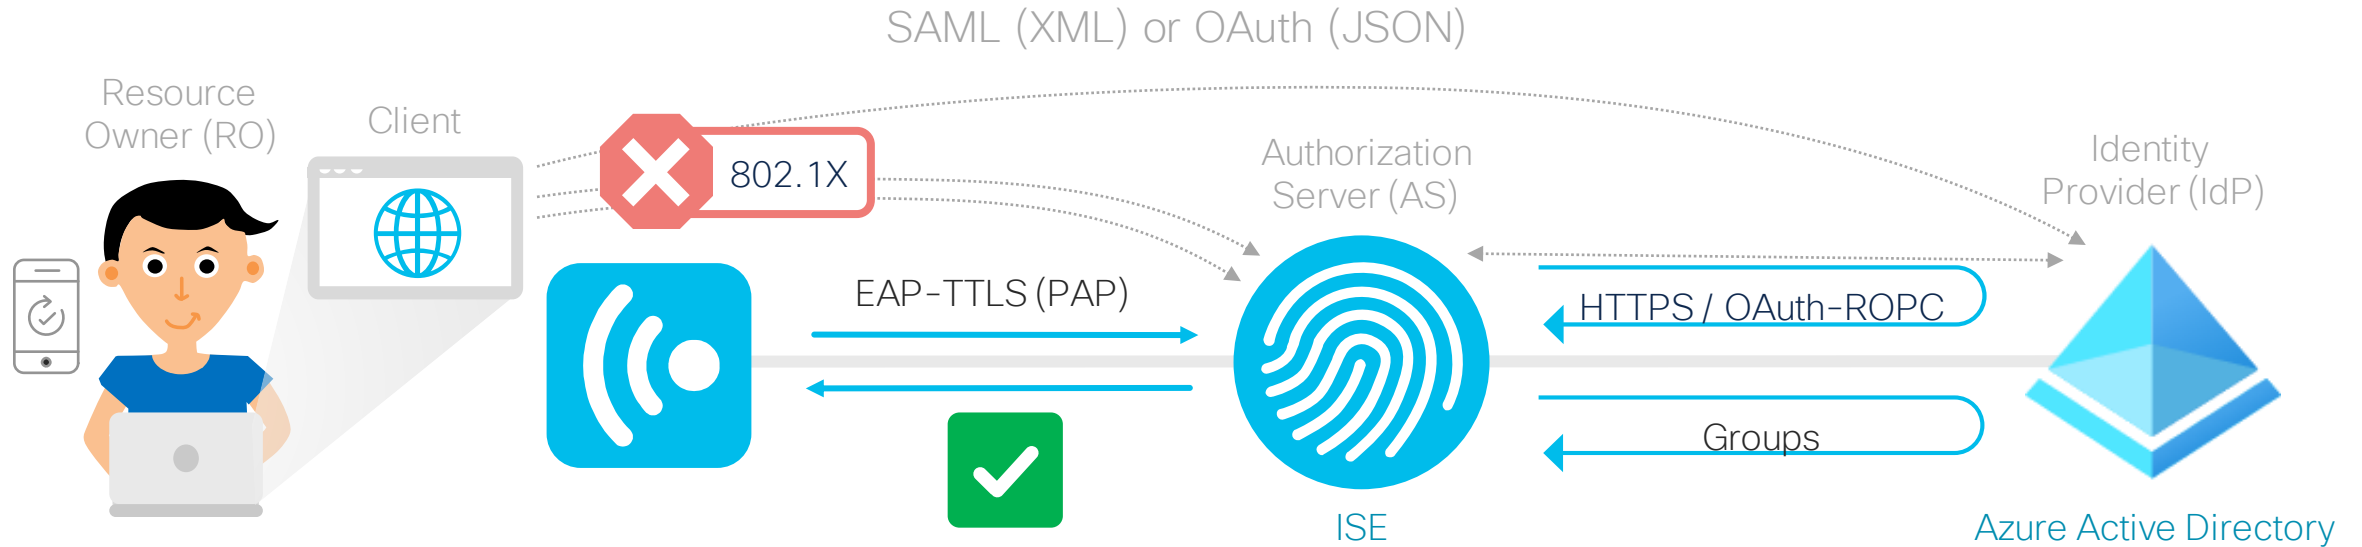 SAML (XML) or OAuth (JSON)
Resource
Owner (RO)
Client
802.1X
Authorization
Server (AS)
Identity
Provider (IdP)
EAP-TTLS (PAP)
HTTPS / OAuth-ROPC
Groups
ISE
Azure Active Directory